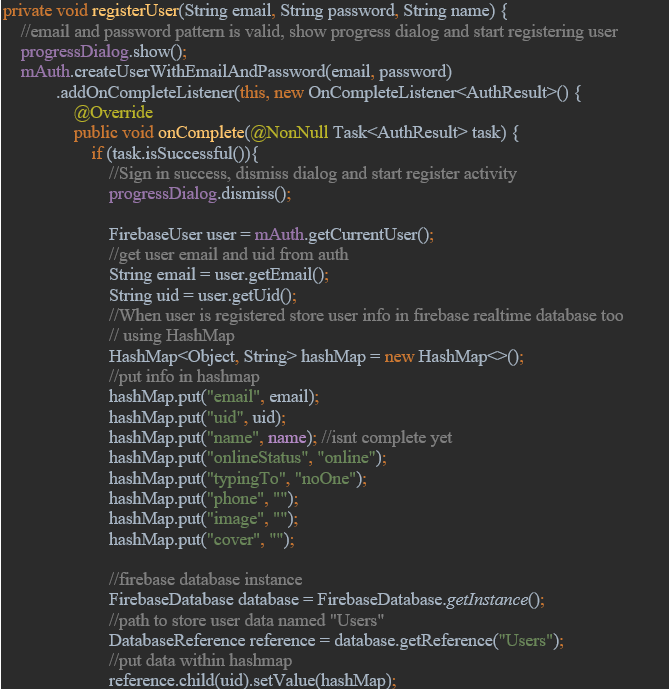 private void registerUser(String email, String password, String name) {
//email and password pattern is valid, show progress dialog and start registering user
progressDialog.show();
mAuth.createUserWithEmailAndPassword(email, password)
.addOnCompleteListener(this, new OnCompleteListener<AuthResult>() {
@Override
public void onComplete(@NonNull Task<AuthResult> task) {
if (task.isSuccessful()){
//Sign in success, dismiss dialog and start register activity
progressDialog.dismiss();
FirebaseUser user = mAuth.getCurrentUser();
//get user email and uid from auth
String email = user.getEmail();
String uid = user.getUid();
//When user is registered store user info in firebase realtime database too
// using HashMap
HashMap<Object, String> hashMap = new HashMap<>();
//put info in hashmap
hashMap.put("email", email);
hashMap.put("uid", uid);
hashMap.put("name", name); //isnt complete yet
hashMap.put("onlineStatus", "online");
hashMap.put("typingTo", "noOne");
hashMap.put("phone", "");
hashMap.put("image", "");
hashMap.put("cover", "");
//firebase database instance
FirebaseDatabase database = FirebaseDatabase.getInstance();
//path to store user data named "Users"
DatabaseReference reference = database.getReference("Users");
//put data within hashmap
reference.child(uid).setValue(hashMap);